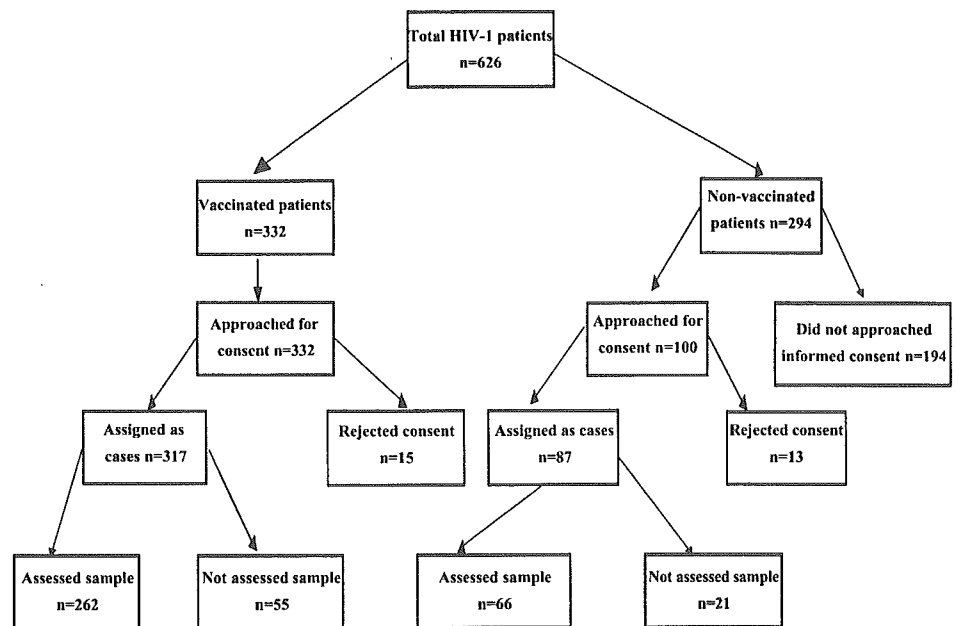 Total HIV-1 patients
n=626
Vaccinated patients
n=332
Non-vaccinated
patients n=294
Approached for
consent n=332
Approached for
consent n=100
Did not approached
informed consent n=194
Assigned as
cases n=317
Rejected consent
n=15
Assigned as cases
n=87
Rejected consent
n=13
Assessed sample
n=262
Not assessed sample
n=55
Assessed sample
n=66
Not assessed sample
n=21